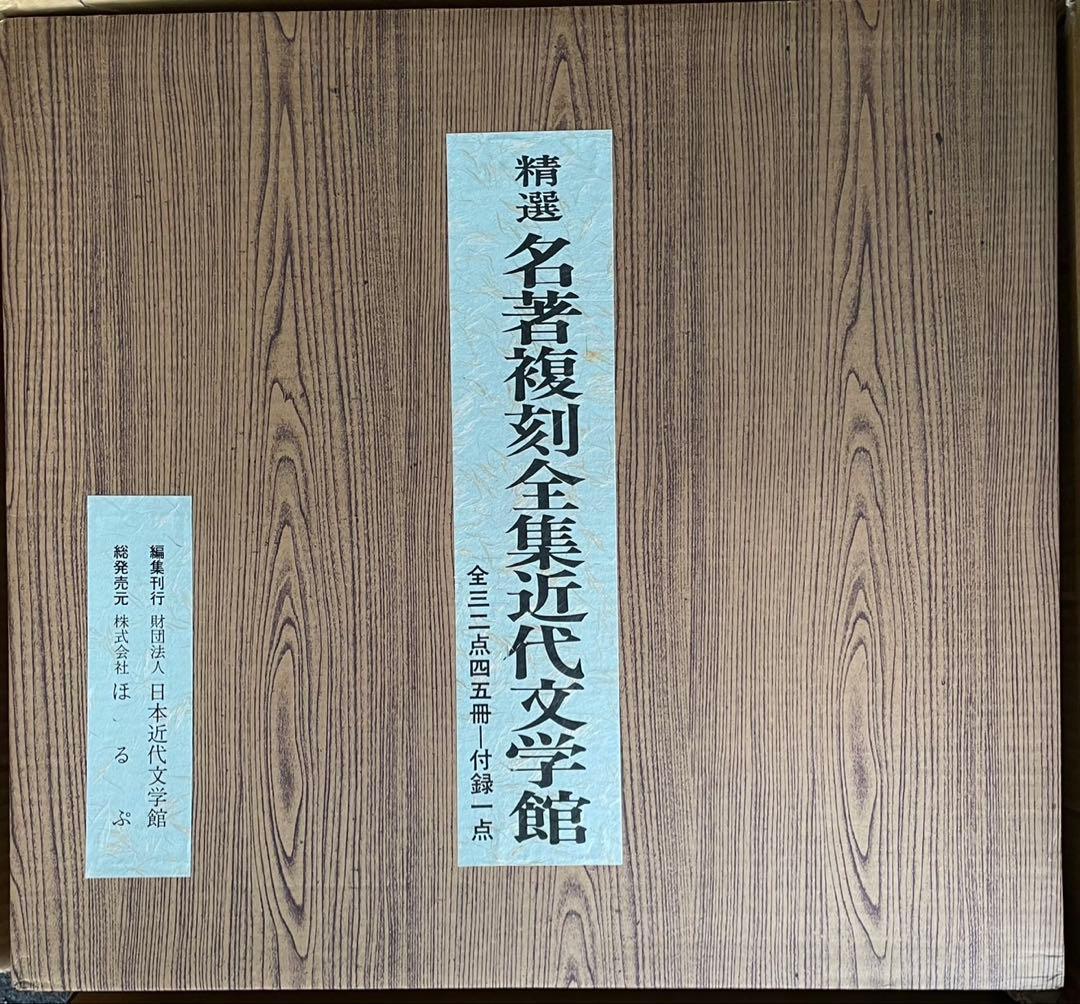 精選 名著複刻全集近代文学館
全三二点四五冊―付録一点
編集刊行 財団法人 日本近代文学館
総発売元 株式会社 ほるぷ